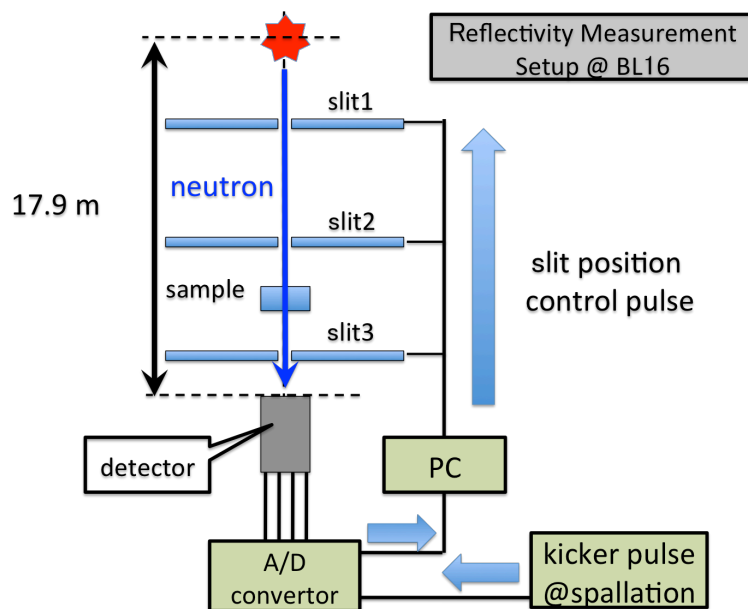 Reflectivity Measurement
Setup @ BL16
slit1
neutron
17.9 m
slit2
slit position
control pulse
sample
slit3
detector
PC
A/D
convertor
kicker pulse
@spallation